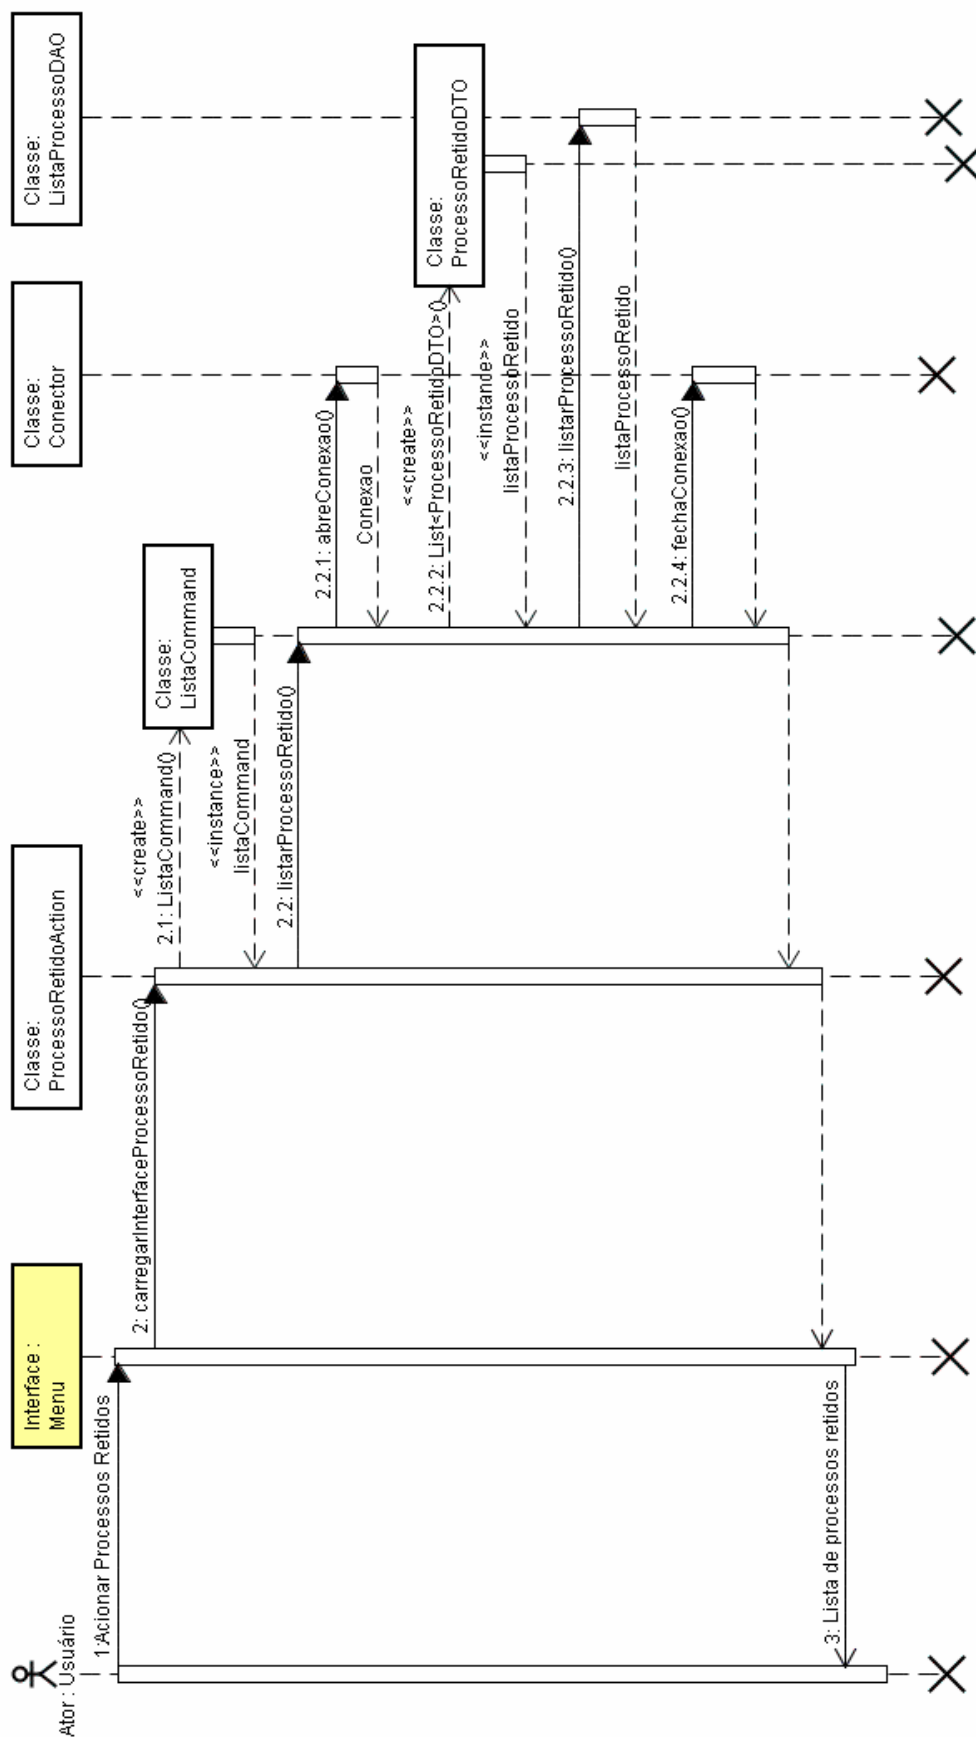 Ator : Usuário
Interface :
Menu
Classe:
ProcessoRetidoAction
Classe:
Conector
Classe:
ListaProcessoDAO
1:Acionar Processos Retidos
2: carregarInterfaceProcessoRetido()
<<create>>
2.1: ListaCommand()
Classe:
ListaCommand
<<instance>>
listaCommand
2.2: listarProcessoRetido()
2.2.1: abreConexao()
Conexao
<<create>>
2.2.2: List<ProcessoRetidoDTO>()
Classe:
ProcessoRetidoDTO
<<instance>>
listaProcessoRetido
2.2.3: listarProcessoRetido()
listaProcessoRetido
2.2.4: fechaConexao()
3: Lista de processos retidos